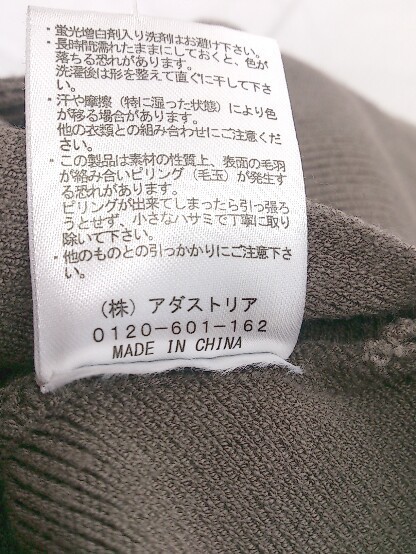 ・蛍光増白剤入り洗剤はお避け下さい。
・長時間濡れたままにしておくと、色が
落ちる恐れがあります。
洗濯後は形を整えて直ぐに干して下さ
い。
・汗や摩擦（特に湿った状態）により色
が移る場合があります。
他の衣類との組み合わせにご注意くだ
さい。
・この製品は素材の性質上、表面の毛羽
が絡み合いピリング（毛玉）が発生す
る恐れがあります。
ピリングが出来てしまったら引っ張ろ
うとせず、小さなハサミで丁寧に取り
除いて下さい。
・他のものとの引っかかりにご注意下さ
い。
（株）アダストリア
0120-601-162
MADE IN CHINA